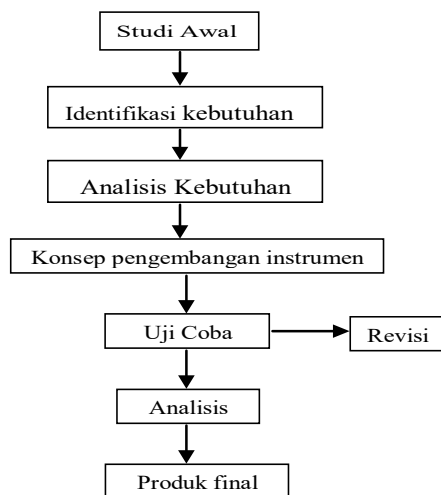 Studi Awal
Identifikasi kebutuhan
Analisis Kebutuhan
Konsep pengembangan instrumen
Uji Coba
Revisi
Analisis
Produk final